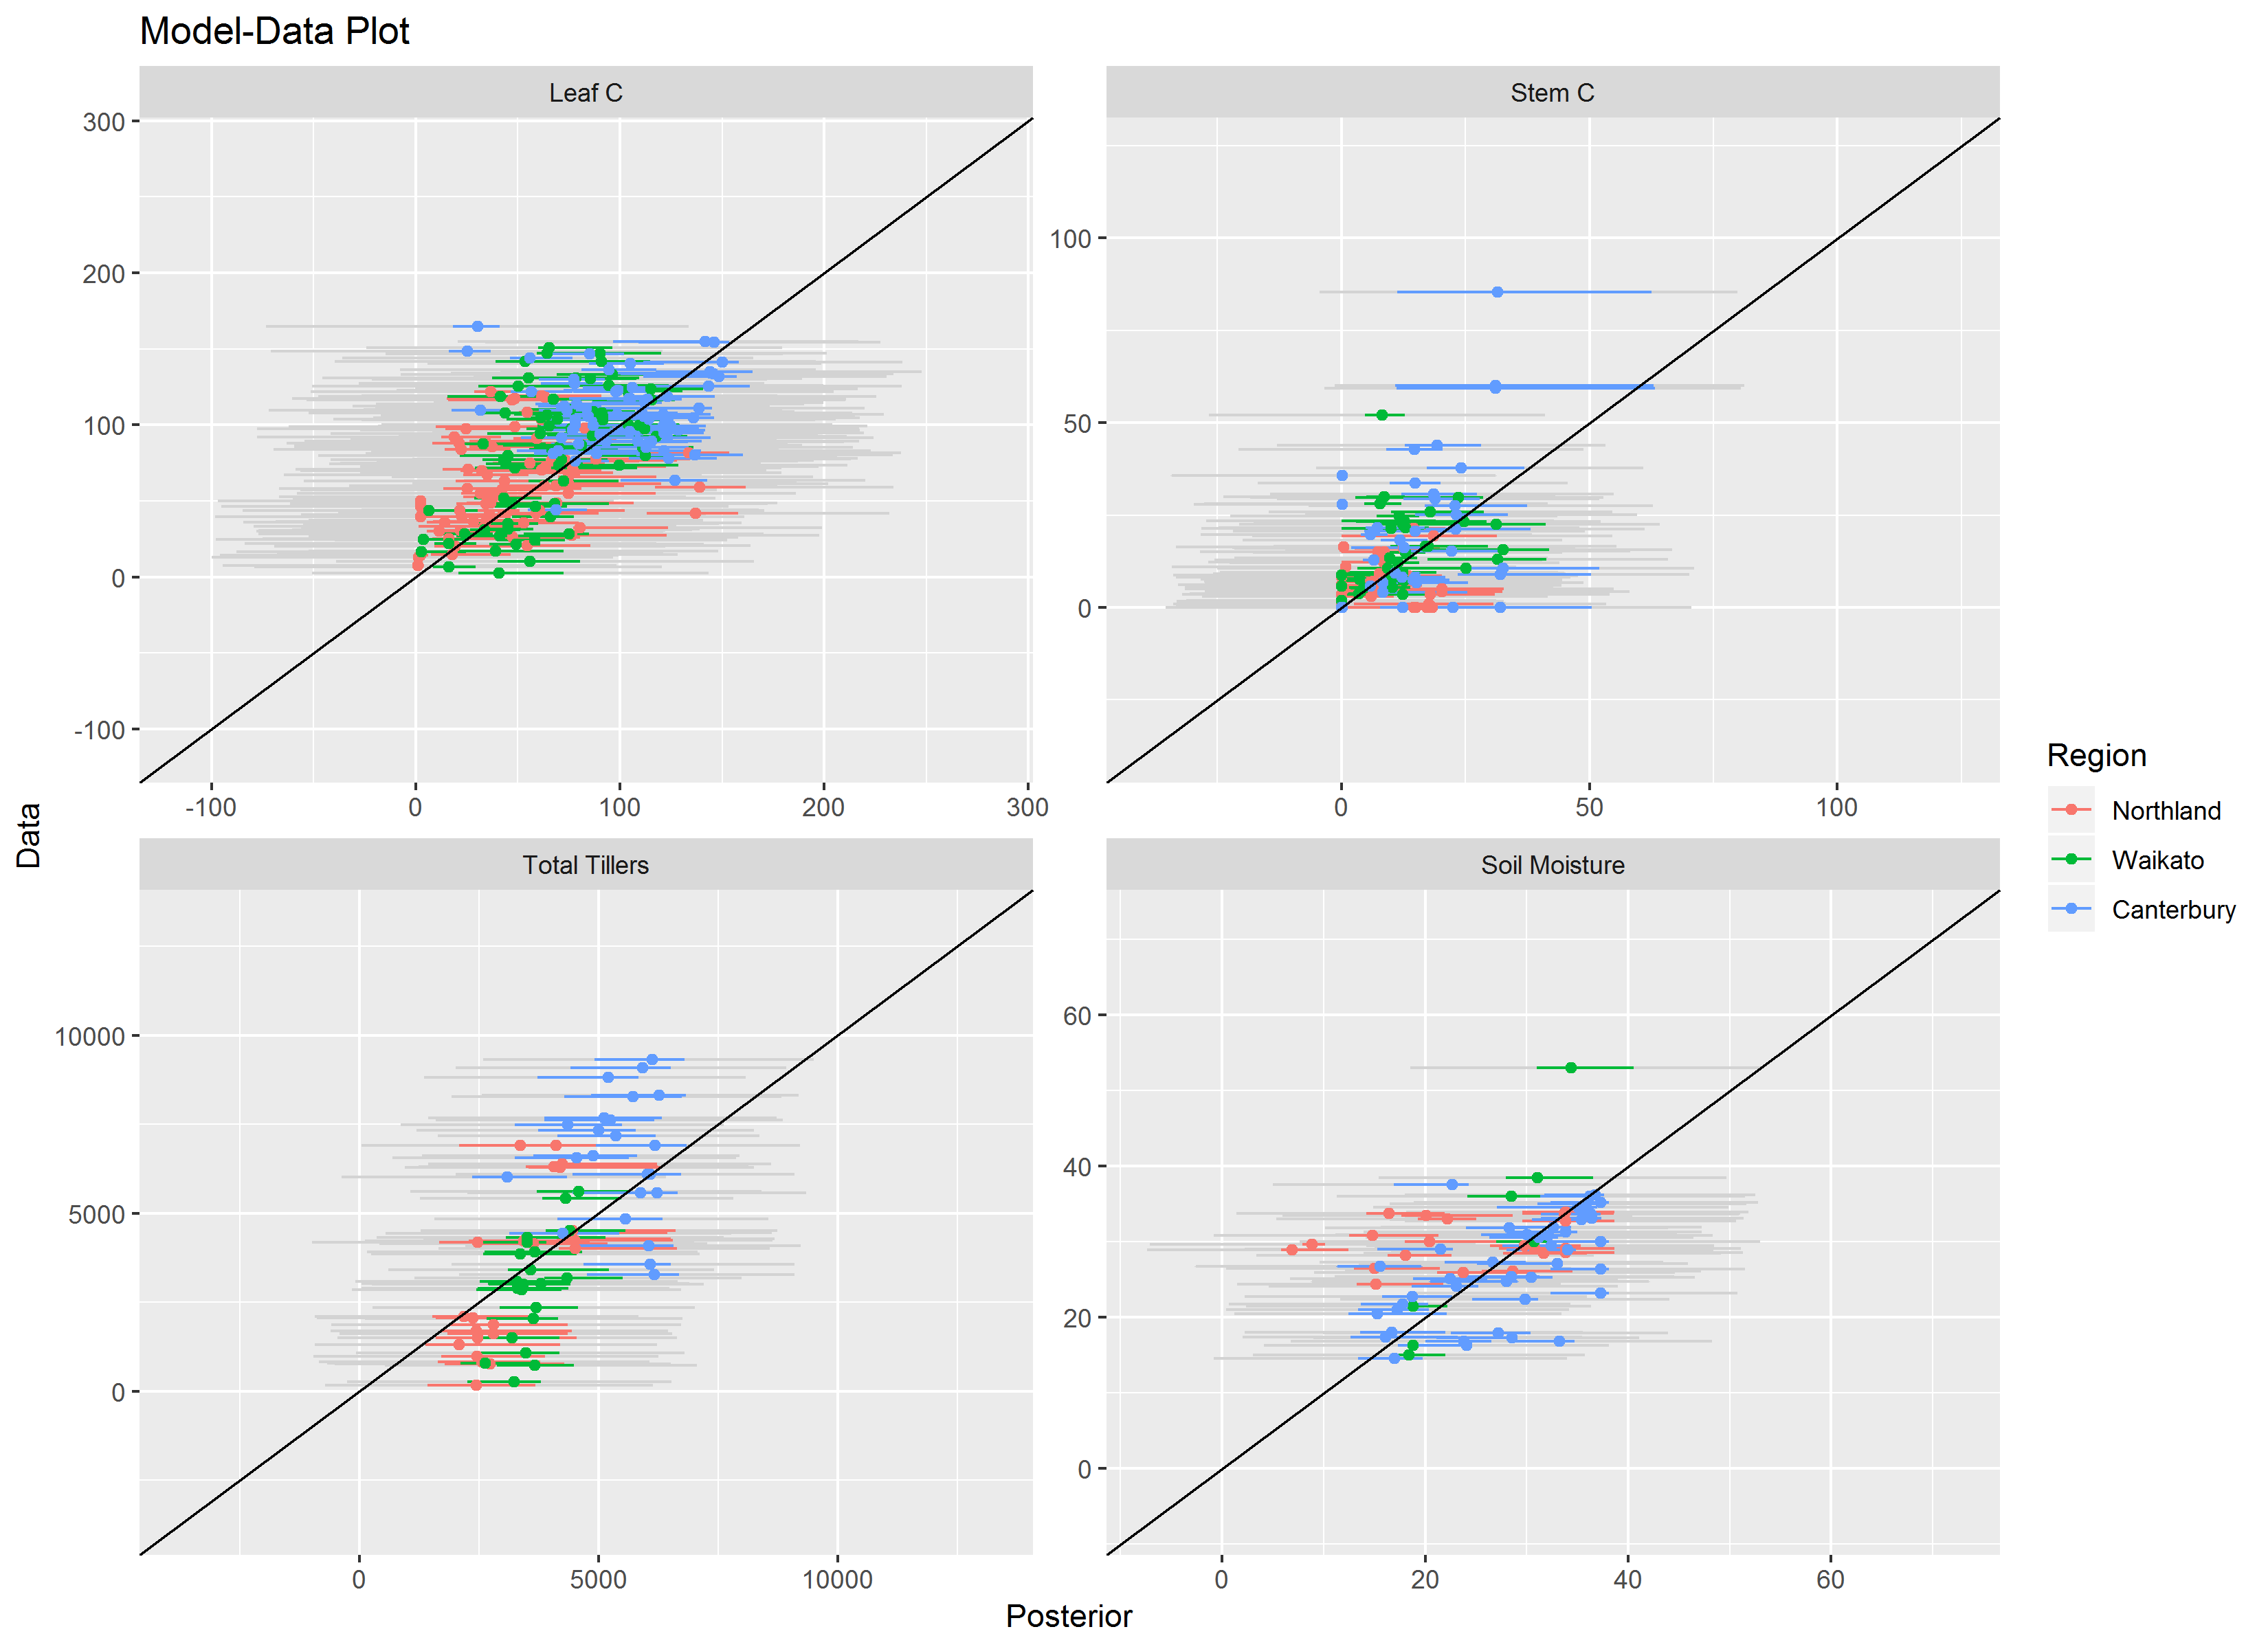 Model-Data Plot
Leaf C
Stem C
300
200
100
0
-100
100
50
0
-100 0 100 200 300
0 50 100
Total Tillers
Soil Moisture
10000
5000
0
60
40
20
0
0 5000 10000
0 20 40 60
Data
Posterior
Region
Northland
Waikato
Canterbury